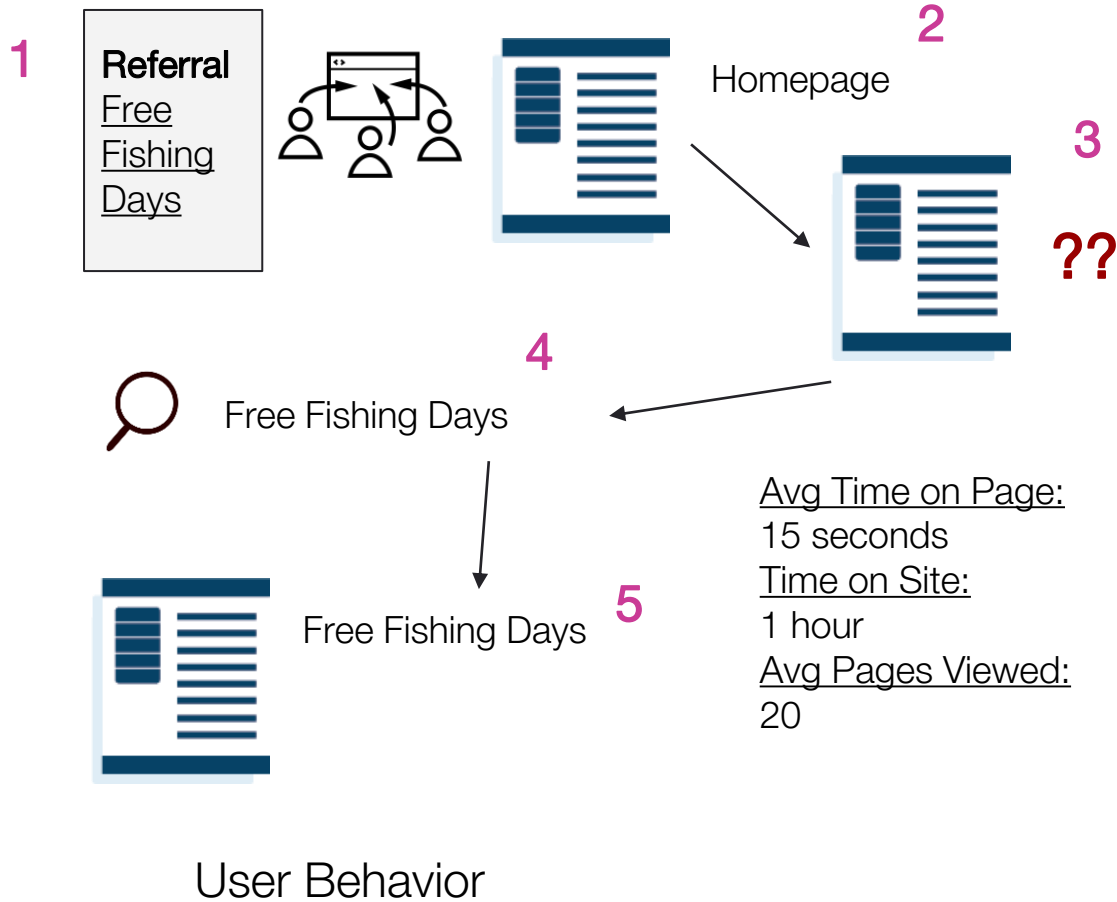 1
Referral
Free
Fishing
Days
2
Homepage
3
??
4
Free Fishing Days
Avg Time on Page:
15 seconds
Time on Site:
1 hour
Avg Pages Viewed:
20
5
Free Fishing Days
User Behavior